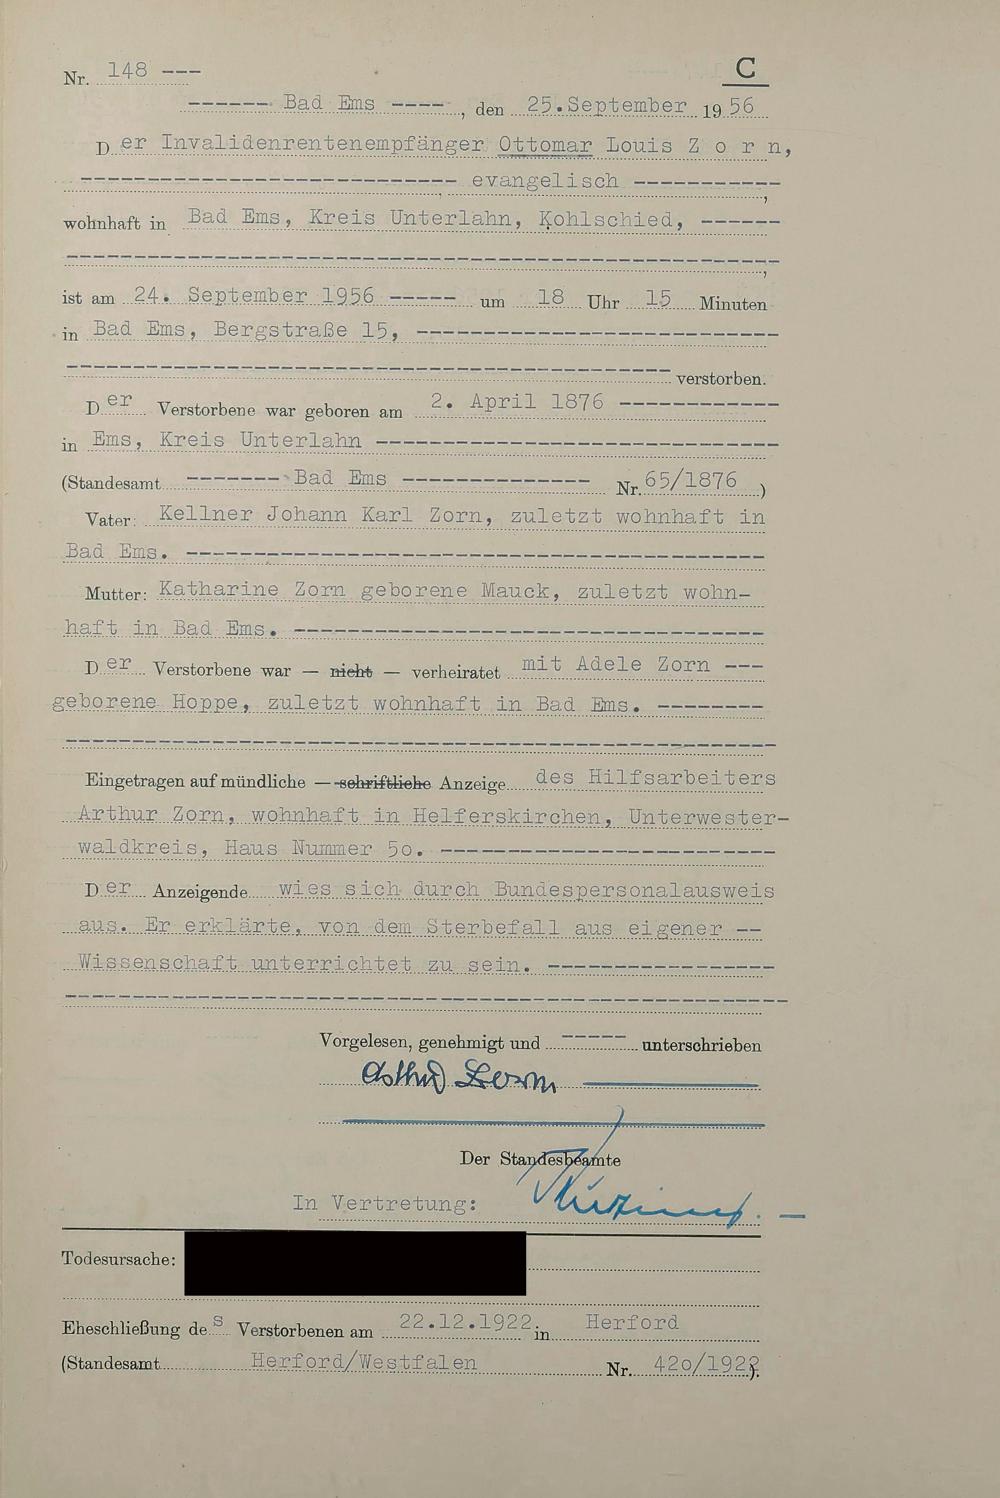 Nr. 148 ---
C
------ Bad Ems ----, den 25.September 1956
Der Invalidenrentenempfänger Ottomar Louis Z o r n,
evangelisch -----------,
wohnhaft in Bad Ems, Kreis Unterlahn, Kohlschied, ------
,
ist am 24. September 1956 ----- um 18 Uhr 15 Minuten
in Bad Ems, Bergstraße 15,
verstorben.
Der Verstorbene war geboren am 2. April 1876
in Ems, Kreis Unterlahn
(Standesamt Bad Ems Nr. 65/1876)
Vater: Kellner Johann Karl Zorn, zuletzt wohnhaft in
Bad Ems.
Mutter: Katharine Zorn geborene Mauck, zuletzt wohn-
haft in Bad Ems.
Der Verstorbene war — nicht — verheiratet mit Adele Zorn ---
geborene Hoppe, zuletzt wohnhaft in Bad Ems.
Eingetragen auf mündliche — schriftliche Anzeige des Hilfsarbeiters
Arthur Zorn, wohnhaft in Helferskirchen, Unterwester-
waldkreis, Haus Nummer 5o.
Der Anzeigende wies sich durch Bundespersonalausweis
aus. Er erklärte, von dem Sterbefall aus eigener --
Wissenschaft unterrichtet zu sein.
Vorgelesen, genehmigt und ------ unterschrieben
Arthur Zorn
Der Standesbeamte
In Vertretung:
Todesursache:
Eheschließung des Verstorbenen am 22.12.1922 in Herford
(Standesamt Herford/Westfalen Nr. 42o/1922).